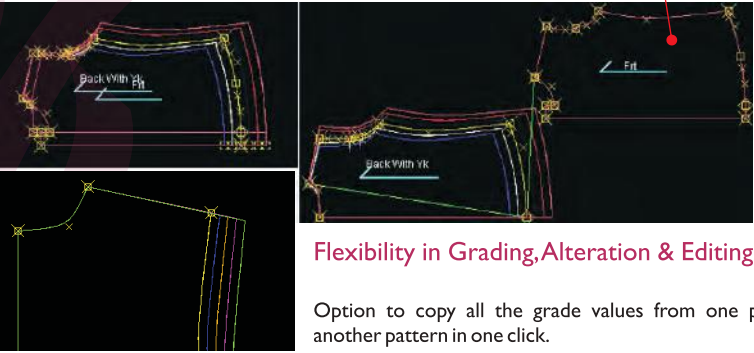 Back With Yk
Frt
Frt
Back With Yk
Flexibility in Grading, Alteration & Editing
Option to copy all the grade values from one
another pattern in one click.